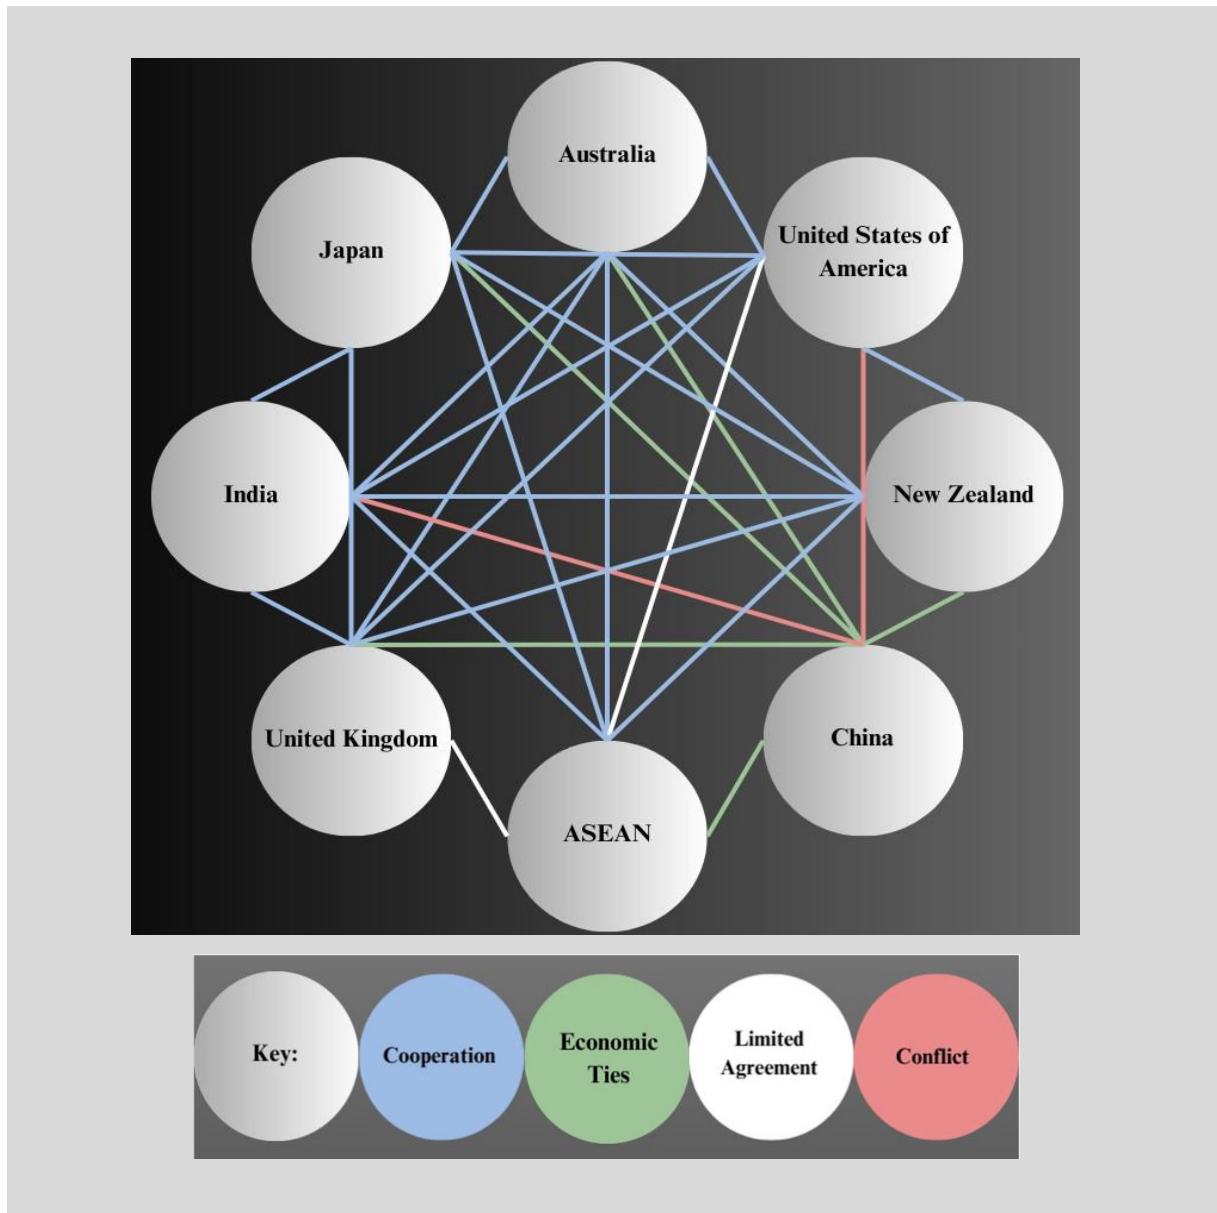 Australia
United States of
America
Japan
India
New Zealand
United Kingdom
China
ASEAN
Key:
Cooperation
Economic
Ties
Limited
Agreement
Conflict